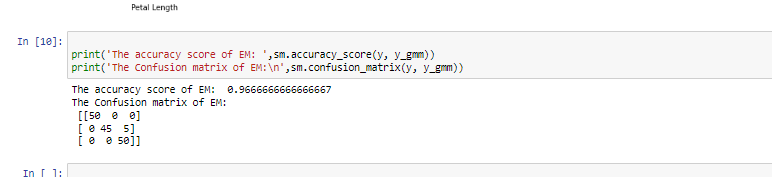 Petal Length
In [10]:
print('The accuracy score of EM: ',sm.accuracy_score(y, y_gmm))
print('The Confusion matrix of EM:\n',sm.confusion_matrix(y, y_gmm))
The accuracy score of EM:  0.9666666666666667
The Confusion matrix of EM:
[[50  0  0]
[ 0 45  5]
[ 0  0 50]]
In [ ]: